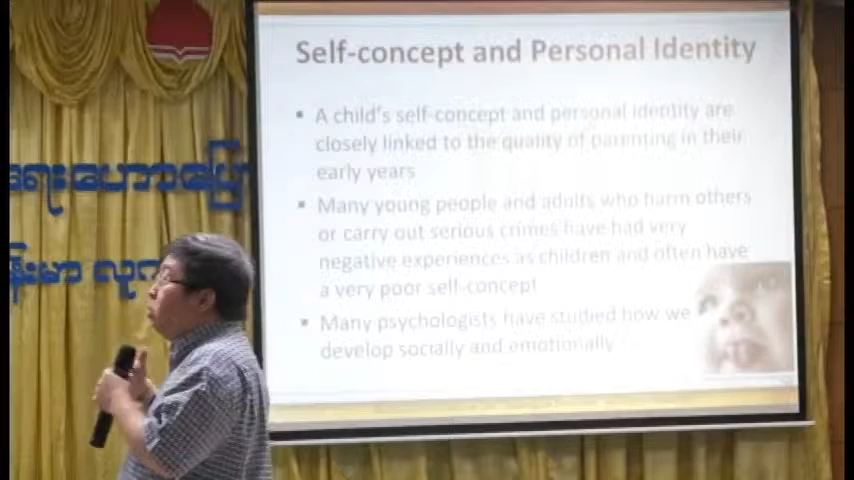 Self-concept and Personal Identity
▪ A child's self-concept and personal identity are
closely linked to the quality of parenting in their
early years
▪ Many young people and adults who harm others
or carry out serious crimes have had very
negative experiences as children and often have
a very poor self-concept
▪ Many psychologists have studied how we
develop socially and emotionally